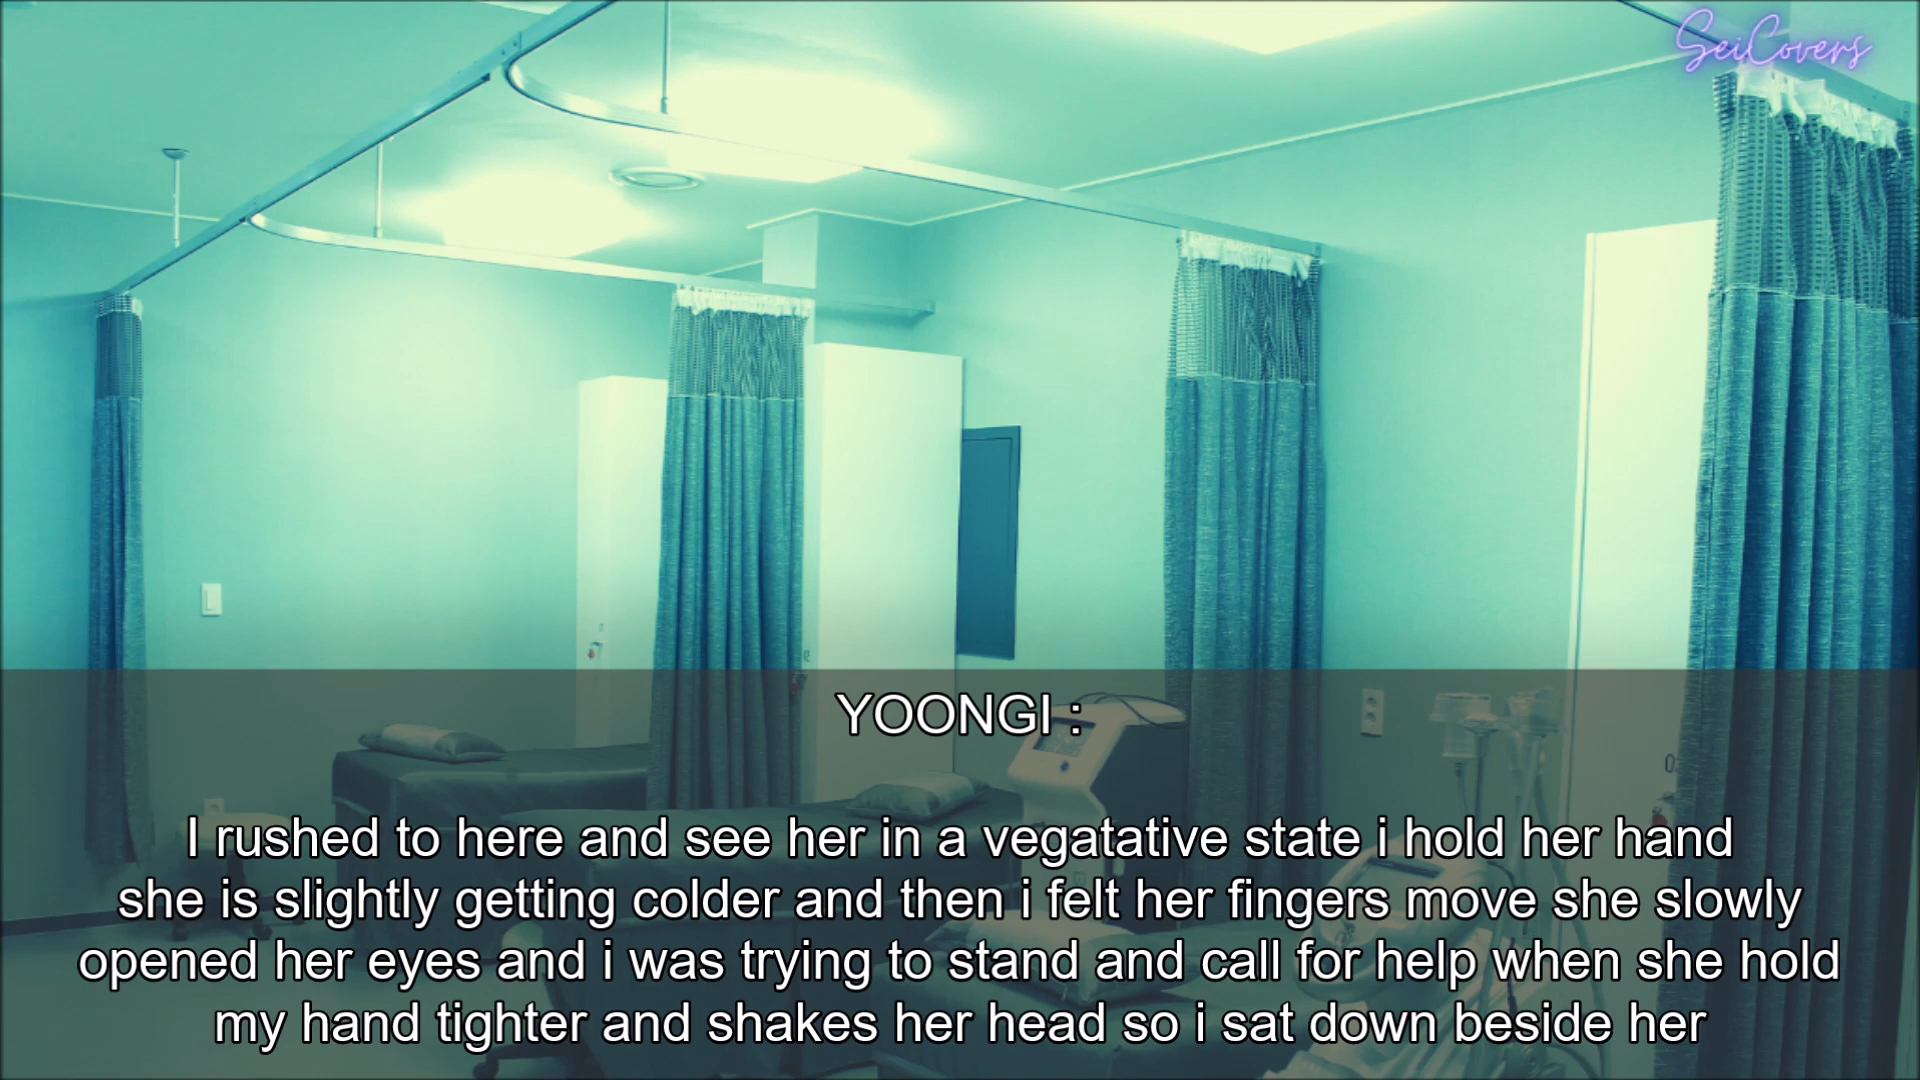 SeiCovers
YOONGI :
I rushed to here and see her in a vegatative state i hold her hand
she is slightly getting colder and then i felt her fingers move she slowly
opened her eyes and i was trying to stand and call for help when she hold
my hand tighter and shakes her head so i sat down beside her